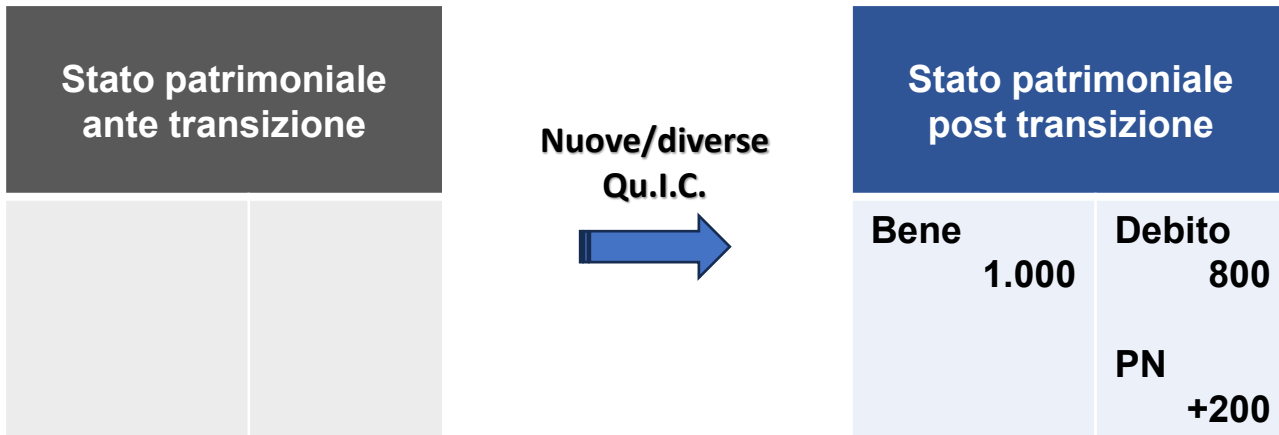 Stato patrimoniale
ante transizione
Nuove/diverse
Qu.I.C.
Stato patrimoniale
post transizione
Bene
1.000
Debito
800
PN
+200